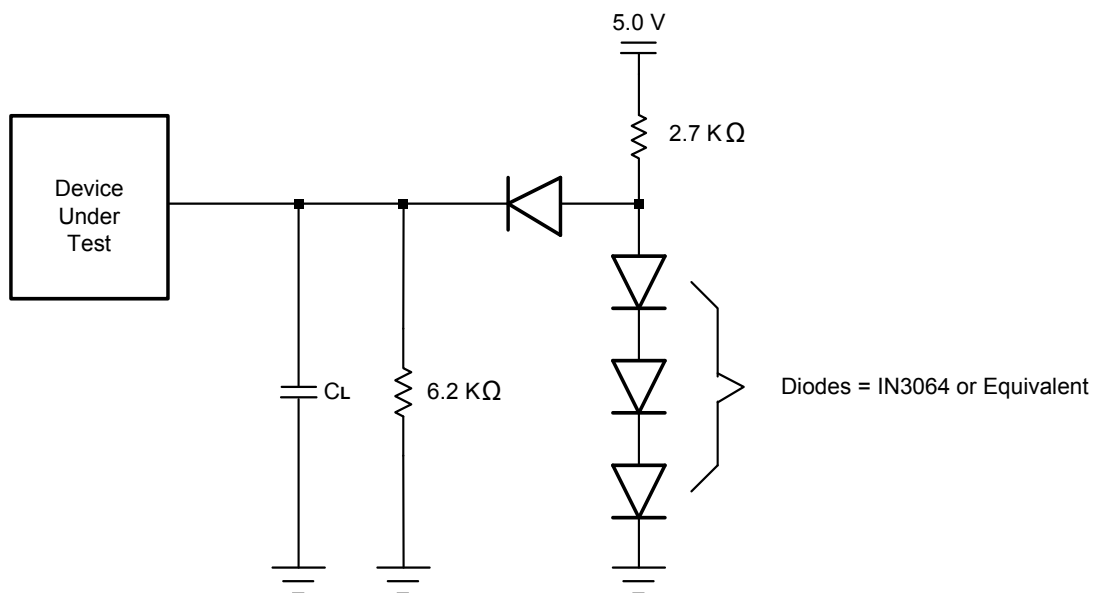 5.0 V
2.7 KΩ
Device
Under
Test
CL
6.2 KΩ
Diodes = IN3064 or Equivalent